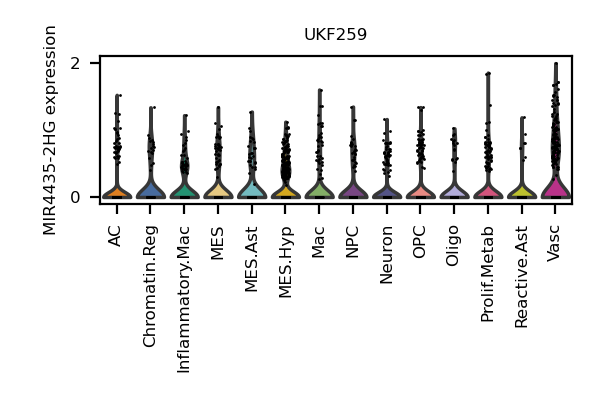 UKF259
MIR4435-2HG expression
2
0
AC
Chromatin.Reg
Inflammatory.Mac
MES
MES.Ast
MES.Hyp
Mac
NPC
Neuron
OPC
Oligo
Prolif.Metab
Reactive.Ast
Vasc